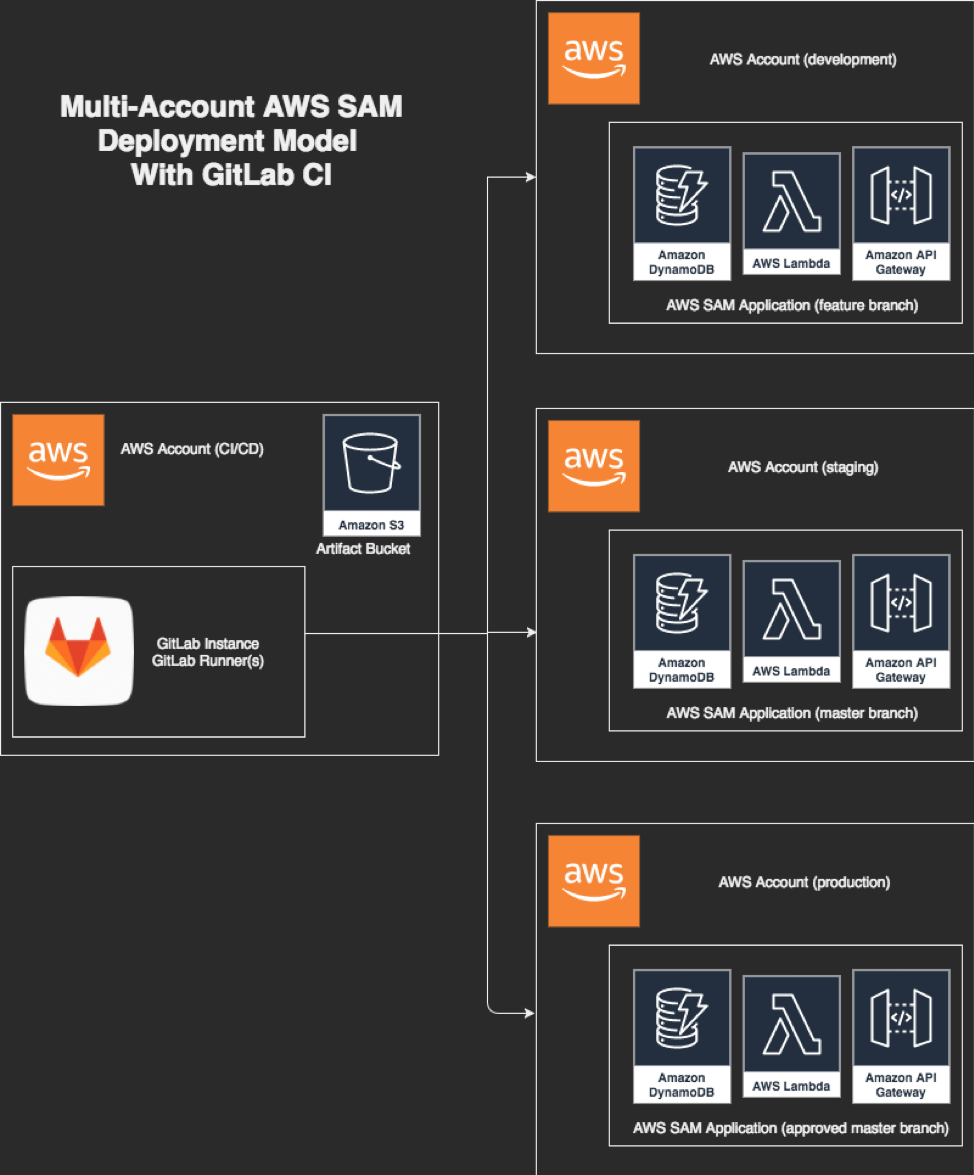 Multi-Account AWS SAM
Deployment Model
With GitLab CI
aws
AWS Account (development)
Amazon
DynamoDB
AWS Lambda
Amazon API
Gateway
AWS SAM Application (feature branch)
aws
AWS Account (CI/CD)
Amazon S3
Artifact Bucket
GitLab Instance
GitLab Runner(s)
aws
AWS Account (staging)
Amazon
DynamoDB
AWS Lambda
Amazon API
Gateway
AWS SAM Application (master branch)
aws
AWS Account (production)
Amazon
DynamoDB
AWS Lambda
Amazon API
Gateway
AWS SAM Application (approved master branch)